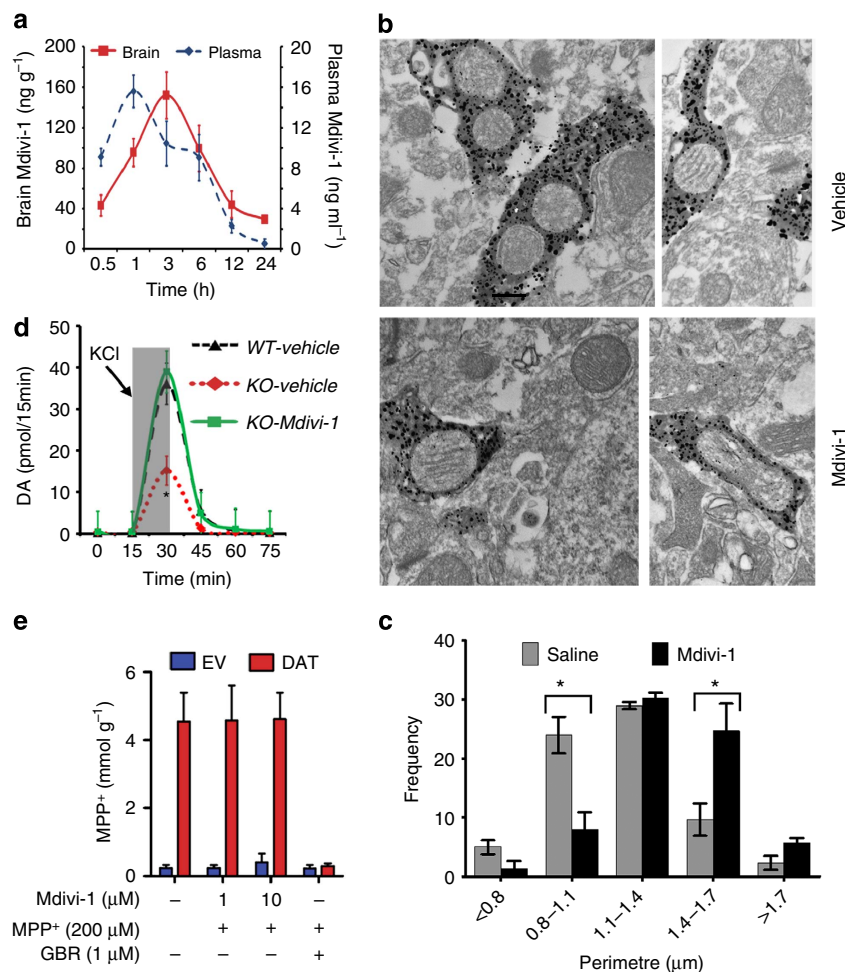 a
Brain
Plasma
Brain Mdivi-1 (ng g⁻¹)
200
160
120
80
40
0
20
16
12
8
4
0
Plasma Mdivi-1 (ng ml⁻¹)
0.5 1 3 6 12 24
Time (h)
b
Vehicle
Mdivi-1
d
DA (pmol/15min)
50
40
30
20
10
0
KCl
WT-vehicle
KO-vehicle
KO-Mdivi-1
*
0 15 30 45 60 75
Time (min)
e
EV DAT
MPP⁺ (mmol g⁻¹)
6
4
2
0
Mdivi-1 (μM) – 1 10 –
MPP⁺ (200 μM) + + +
GBR (1 μM) – – – +
c
Saline Mdivi-1
Frequency
40
30
20
10
0
* *
<0.8 0.8–1.1 1.1–1.4 1.4–1.7 >1.7
Perimetre (μm)